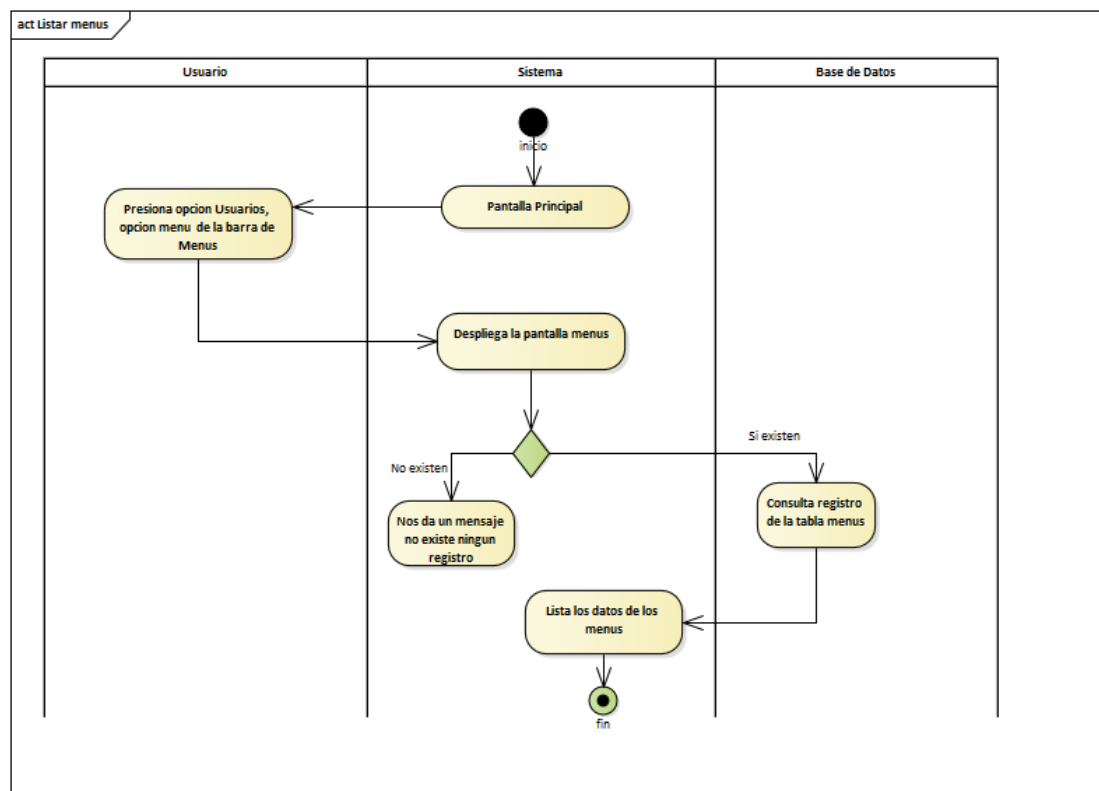 act Listar menus
Usuario
Sistema
Base de Datos
inicio
Pantalla Principal
Presiona opcion Usuarios,
opcion menu de la barra de
Menus
Despliega la pantalla menus
Si existen
No existen
Consulta registro
de la tabla menus
Nos da un mensaje
no existe ningun
registro
Lista los datos de los
menus
fin